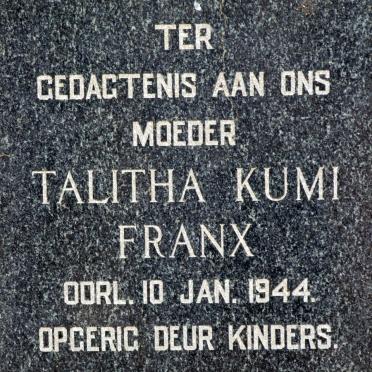 TER
GEDAGTENIS AAN ONS
MOEDER
TALITHA KUMI
FRANX
OORL. 10 JAN. 1944.
OPGERIG DEUR KINDERS.